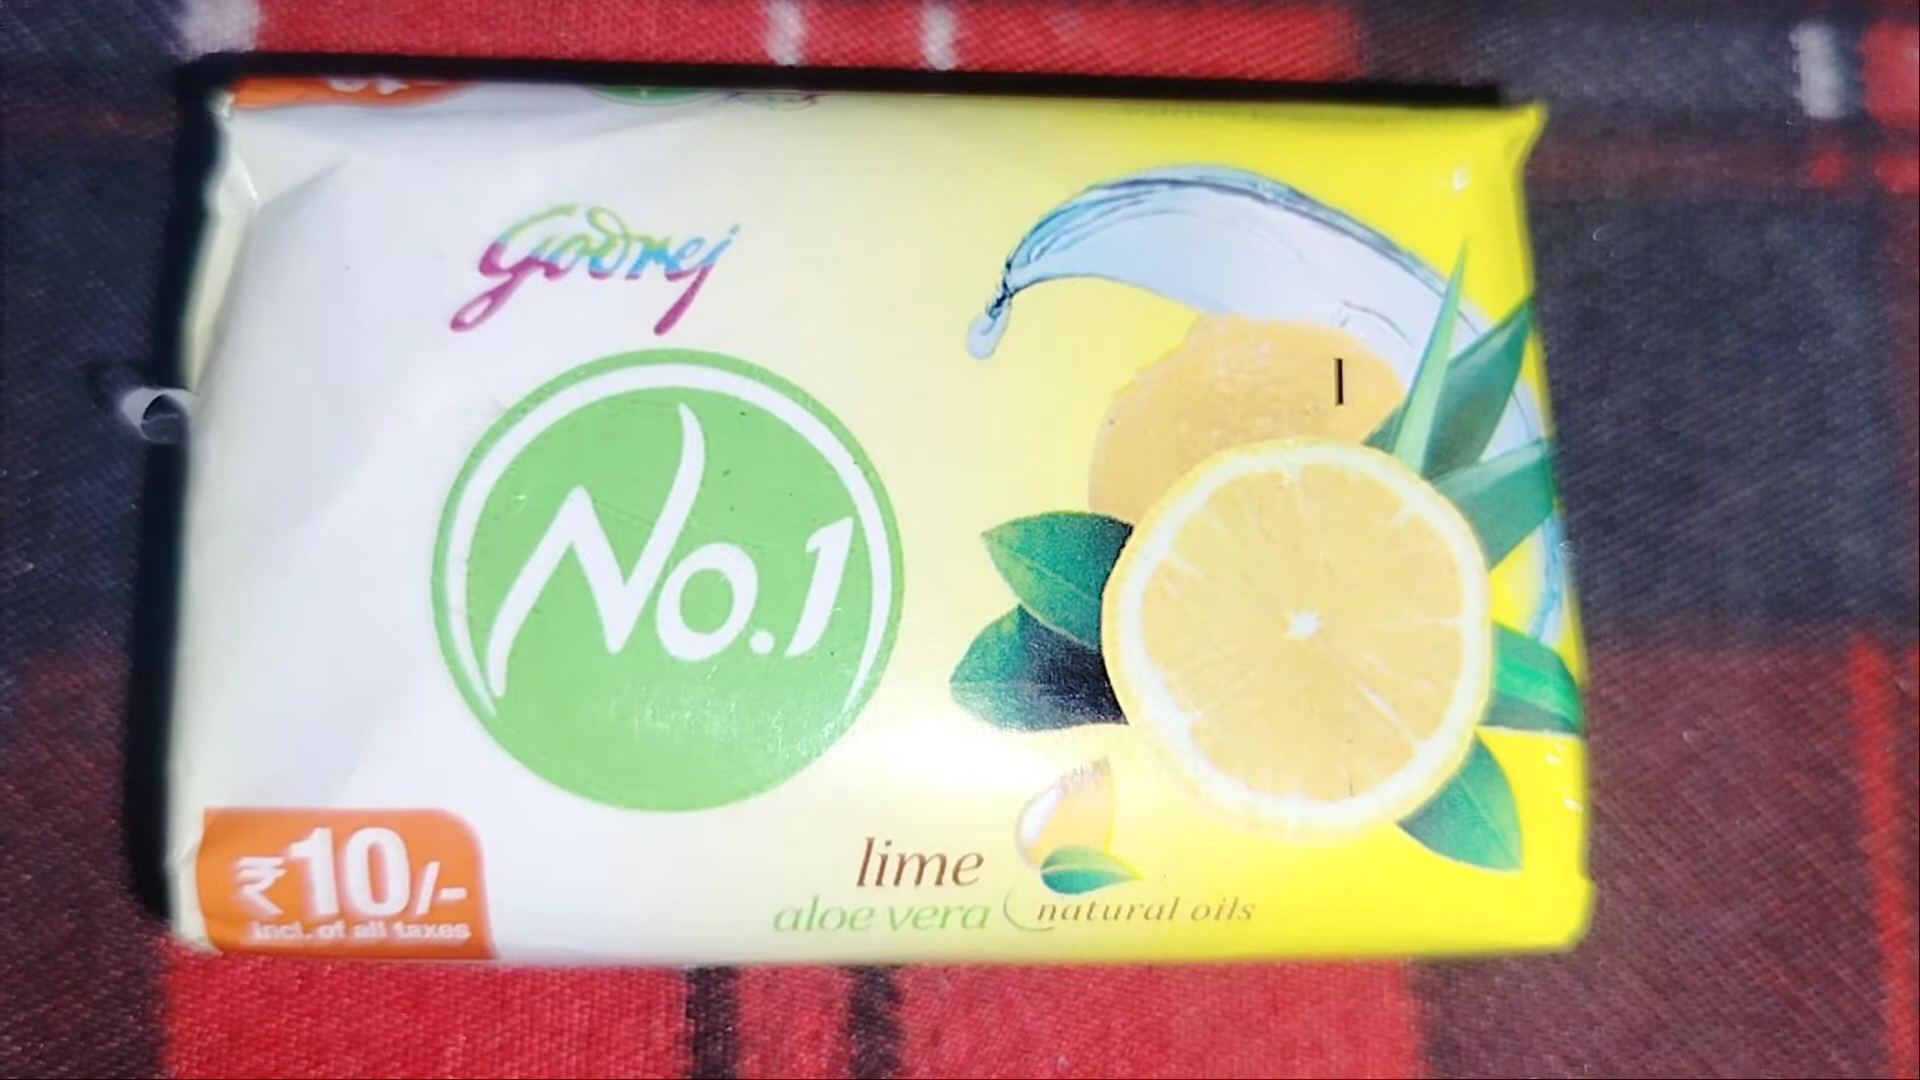 Godrej
No.1
₹10/-
incl. of all taxes
lime
aloe vera natural oils